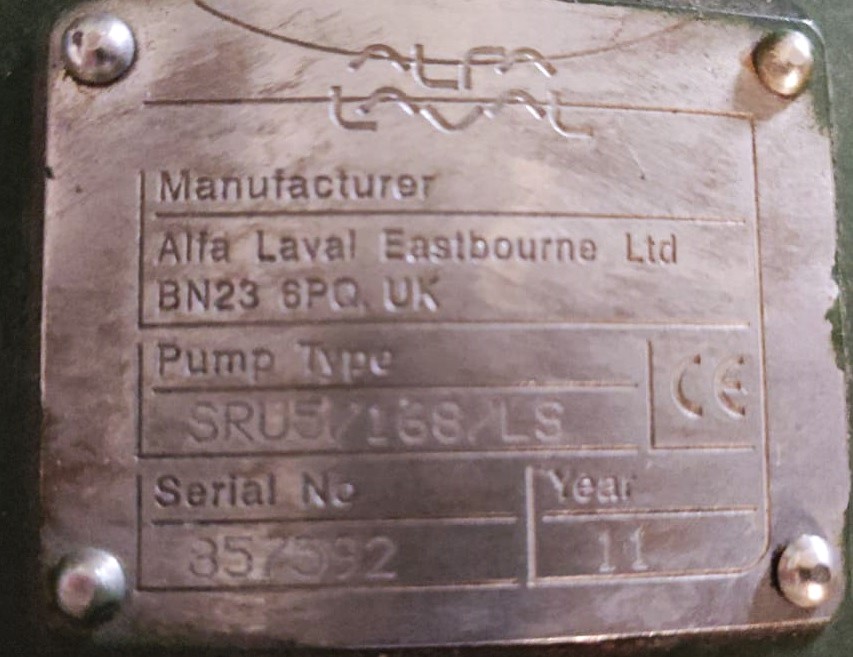 ALFA
LAVAL
Manufacturer
Alfa Laval Eastbourne Ltd
BN23 6PQ, UK
Pump Type
CE
SRU5/168/LS
Serial No
Year
857592
11